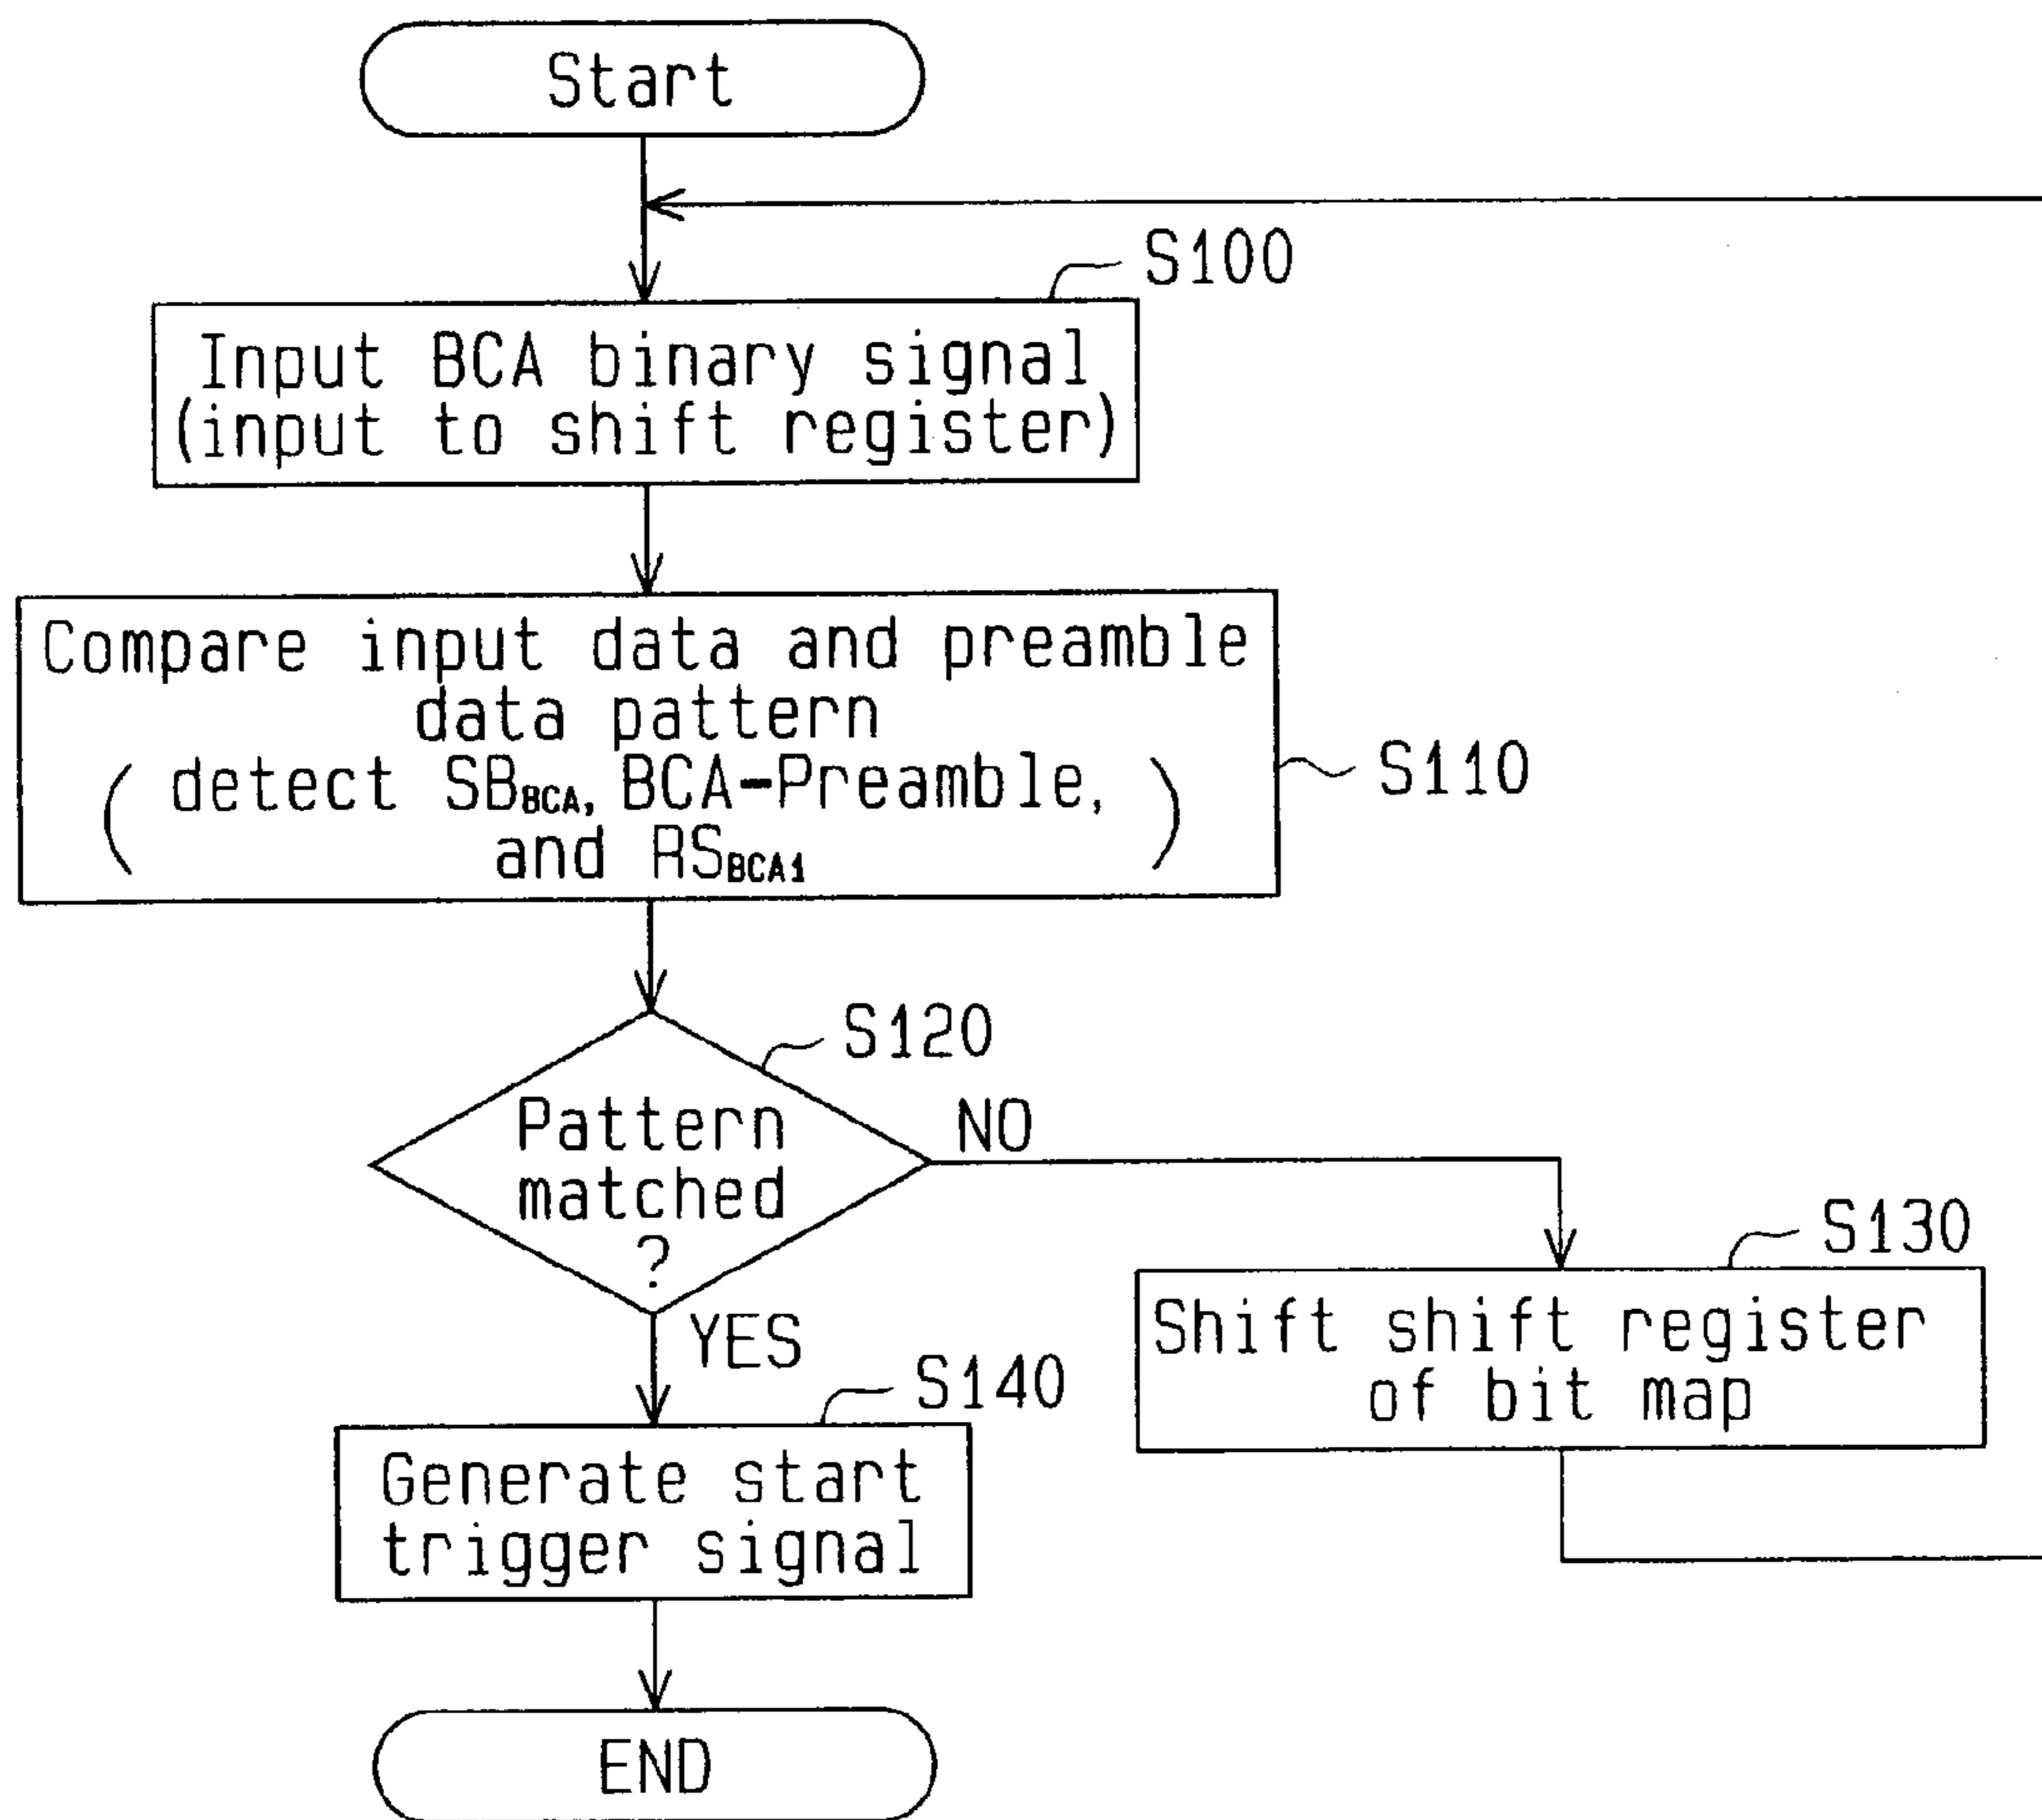 Start
S100
Input BCA binary signal
(input to shift register)
Compare input data and preamble
data pattern
( detect SBBCA, BCA-Preamble, )
and RSBCA1
S110
S120
Pattern
matched
?
NO
YES
S130
Shift shift register
of bit map
S140
Generate start
trigger signal
END